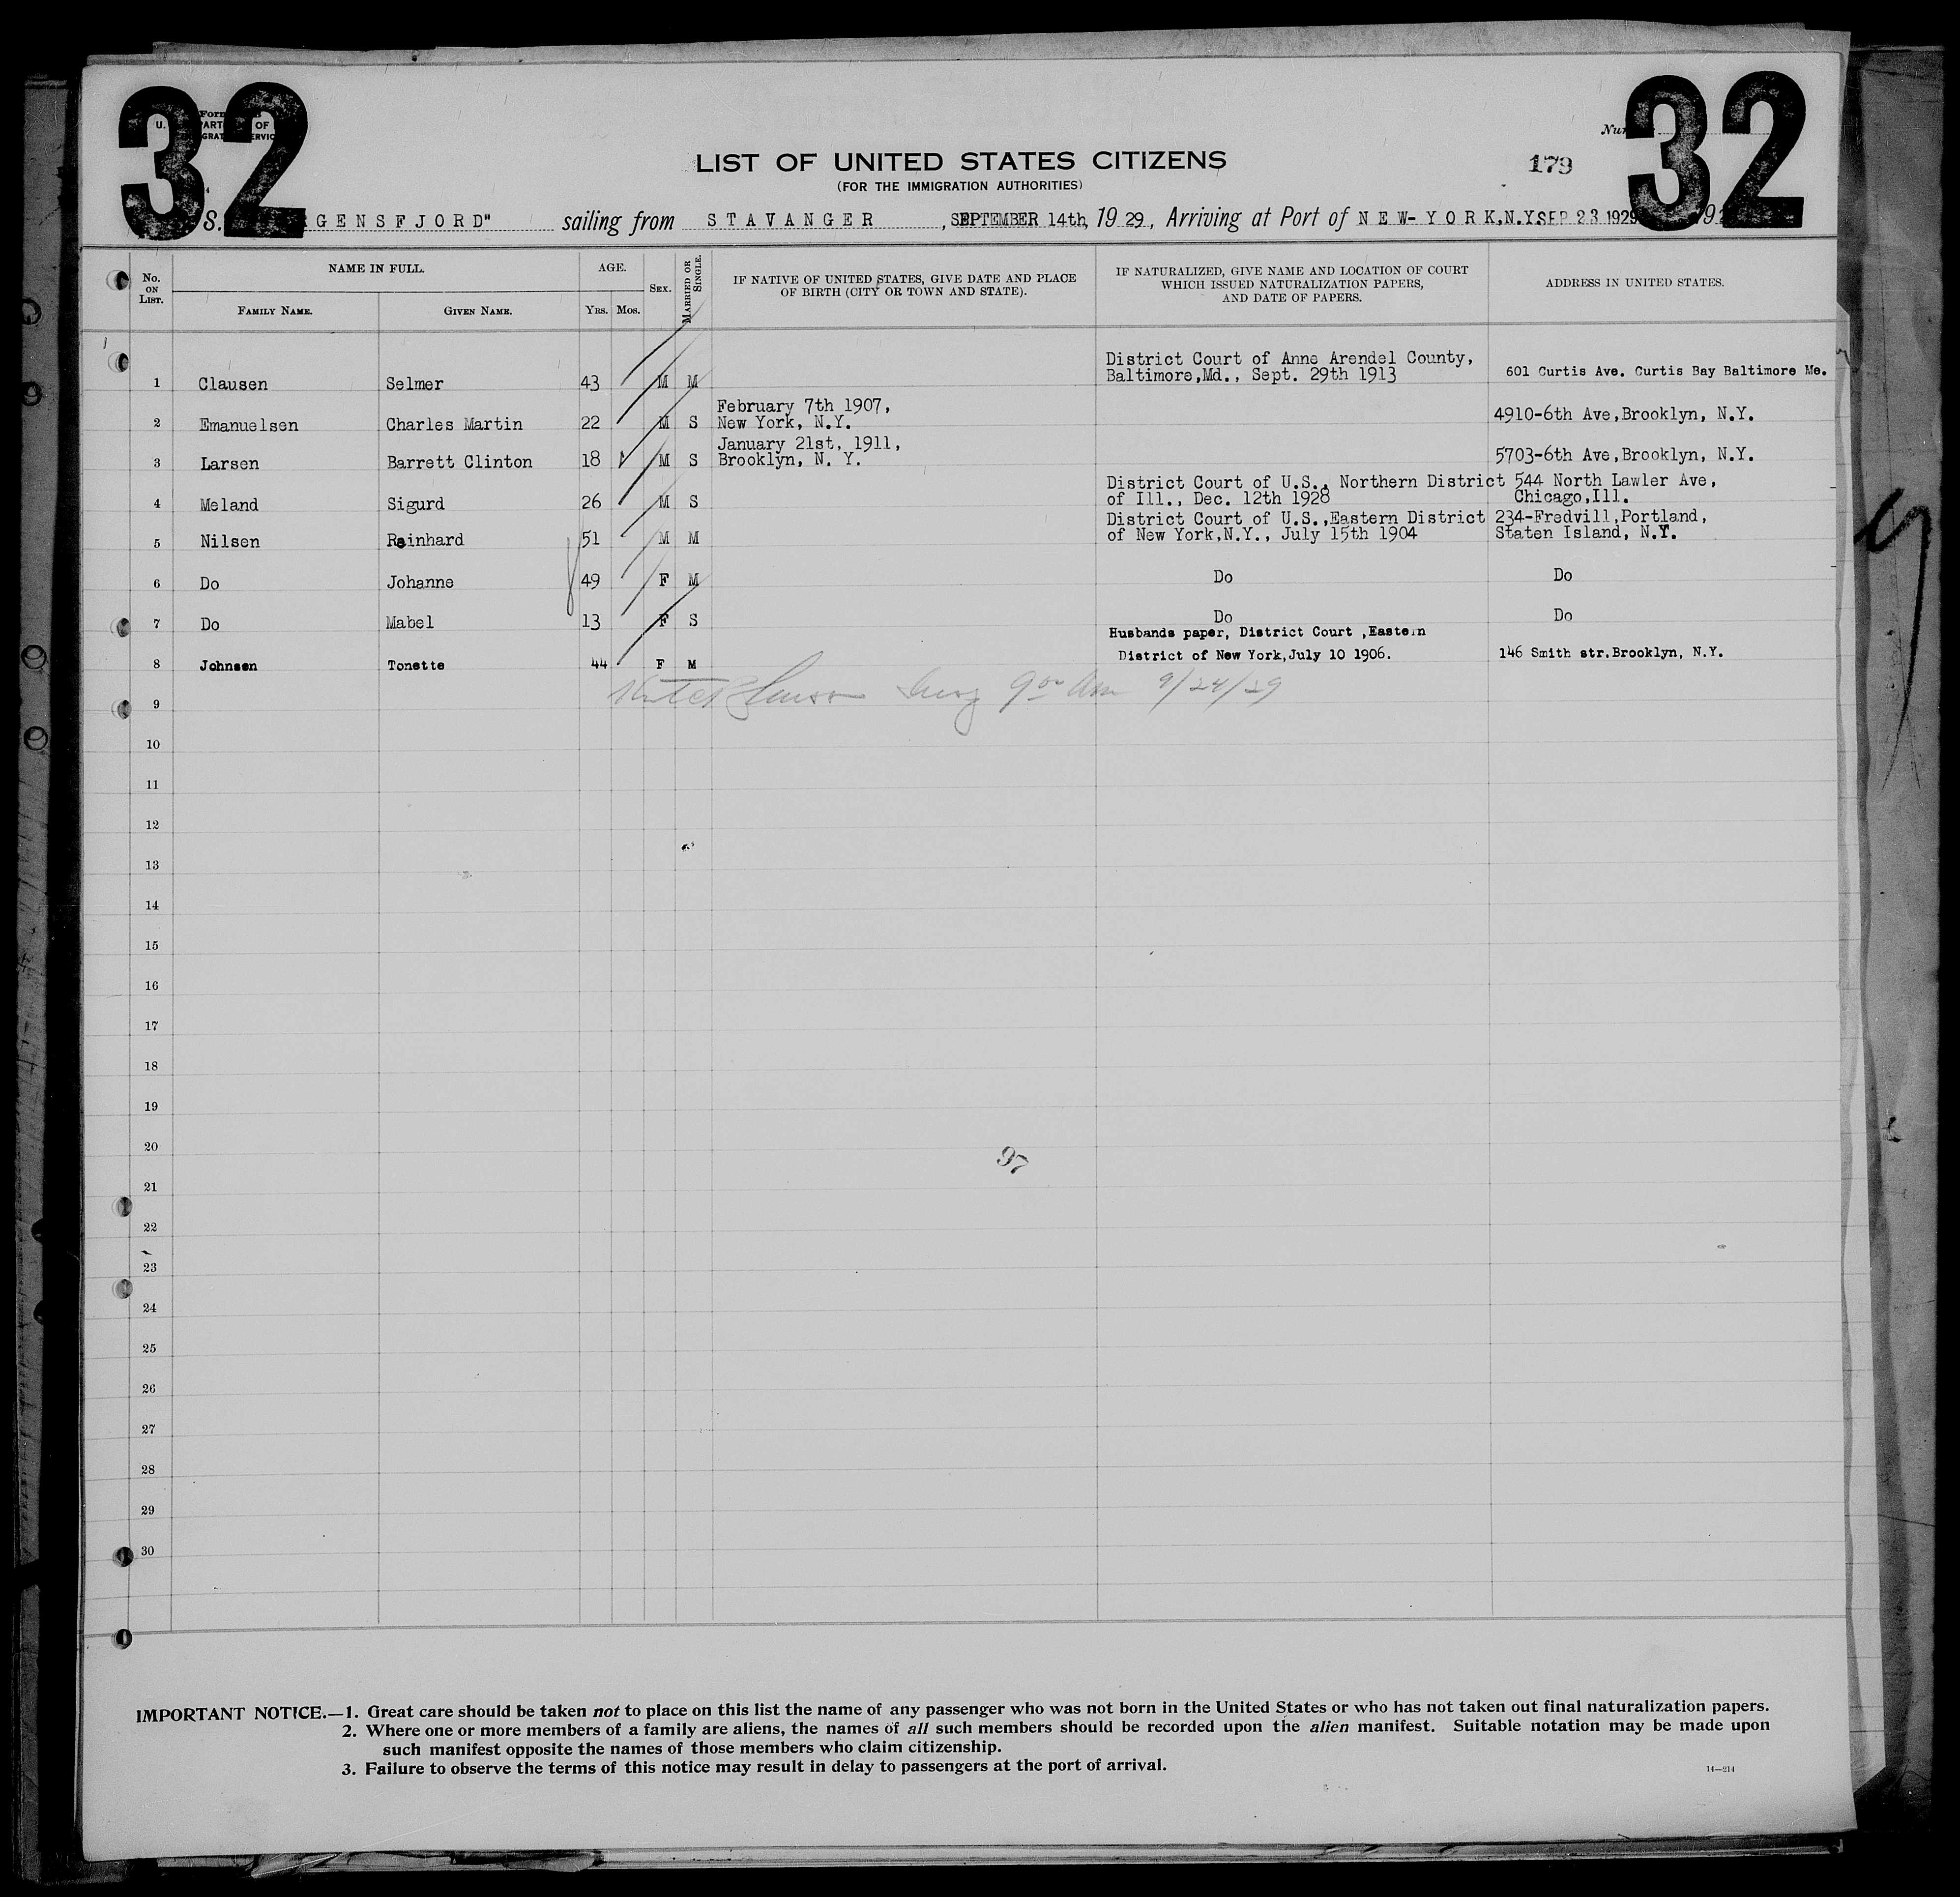 32
32
LIST OF UNITED STATES CITIZENS
(FOR THE IMMIGRATION AUTHORITIES)
179
S. GENSFJORD" sailing from STAVANGER, SEPTEMBER 14th, 1929, Arriving at Port of NEW-YORK,N.Y. SEP 23 1929
No. ON LIST. NAME IN FULL. AGE. SEX. MARRIED OR SINGLE. IF NATIVE OF UNITED STATES, GIVE DATE AND PLACE OF BIRTH (CITY OR TOWN AND STATE). IF NATURALIZED, GIVE NAME AND LOCATION OF COURT WHICH ISSUED NATURALIZATION PAPERS, AND DATE OF PAPERS. ADDRESS IN UNITED STATES.
FAMILY NAME. GIVEN NAME. YRS. MOS.
District Court of Anne Arendel County,
1 Clausen Selmer 43 M M Baltimore,Md., Sept. 29th 1913 601 Curtis Ave. Curtis Bay Baltimore Me.
February 7th 1907,
2 Emanuelsen Charles Martin 22 M S New York, N.Y. 4910-6th Ave,Brooklyn, N.Y.
January 21st, 1911,
3 Larsen Barrett Clinton 18 M S Brooklyn, N. Y. 5703-6th Ave,Brooklyn, N.Y.
District Court of U.S., Northern District 544 North Lawler Ave,
4 Meland Sigurd 26 M S of Ill., Dec. 12th 1928 Chicago,Ill.
District Court of U.S.,Eastern District 234-Fredvill,Portland,
5 Nilsen Reinhard 51 M M of New York,N.Y., July 15th 1904 Staten Island, N.Y.
6 Do Johanne 49 F M Do Do
7 Do Mabel 13 F S Do Do
Husbands paper, District Court ,Eastern
8 Johnsen Tonette 44 F M District of New York,July 10 1906. 146 Smith str.Brooklyn, N.Y.
9 9/24/29
10
11
12
13
14
15
16
17
18
19
20
97
21
22
23
24
25
26
27
28
29
30
IMPORTANT NOTICE.—1. Great care should be taken not to place on this list the name of any passenger who was not born in the United States or who has not taken out final naturalization papers.
2. Where one or more members of a family are aliens, the names of all such members should be recorded upon the alien manifest. Suitable notation may be made upon
such manifest opposite the names of those members who claim citizenship.
3. Failure to observe the terms of this notice may result in delay to passengers at the port of arrival.
14—214